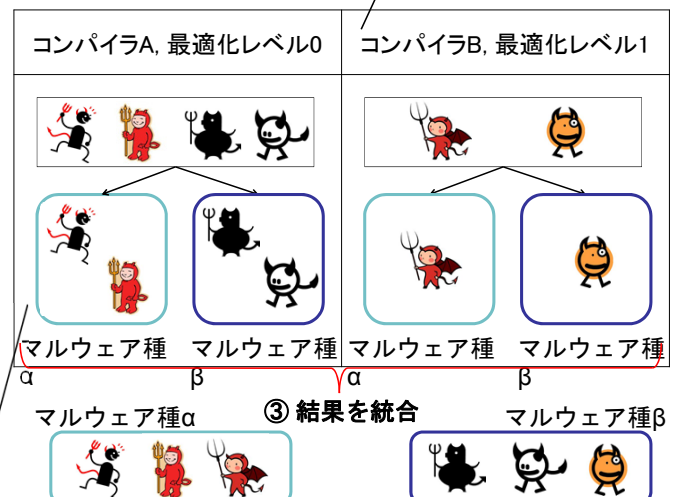 コンパイラA, 最適化レベル0
コンパイラB, 最適化レベル1
マルウェア種
α
マルウェア種
β
マルウェア種
α
マルウェア種
β
③ 結果を統合
マルウェア種α
マルウェア種β